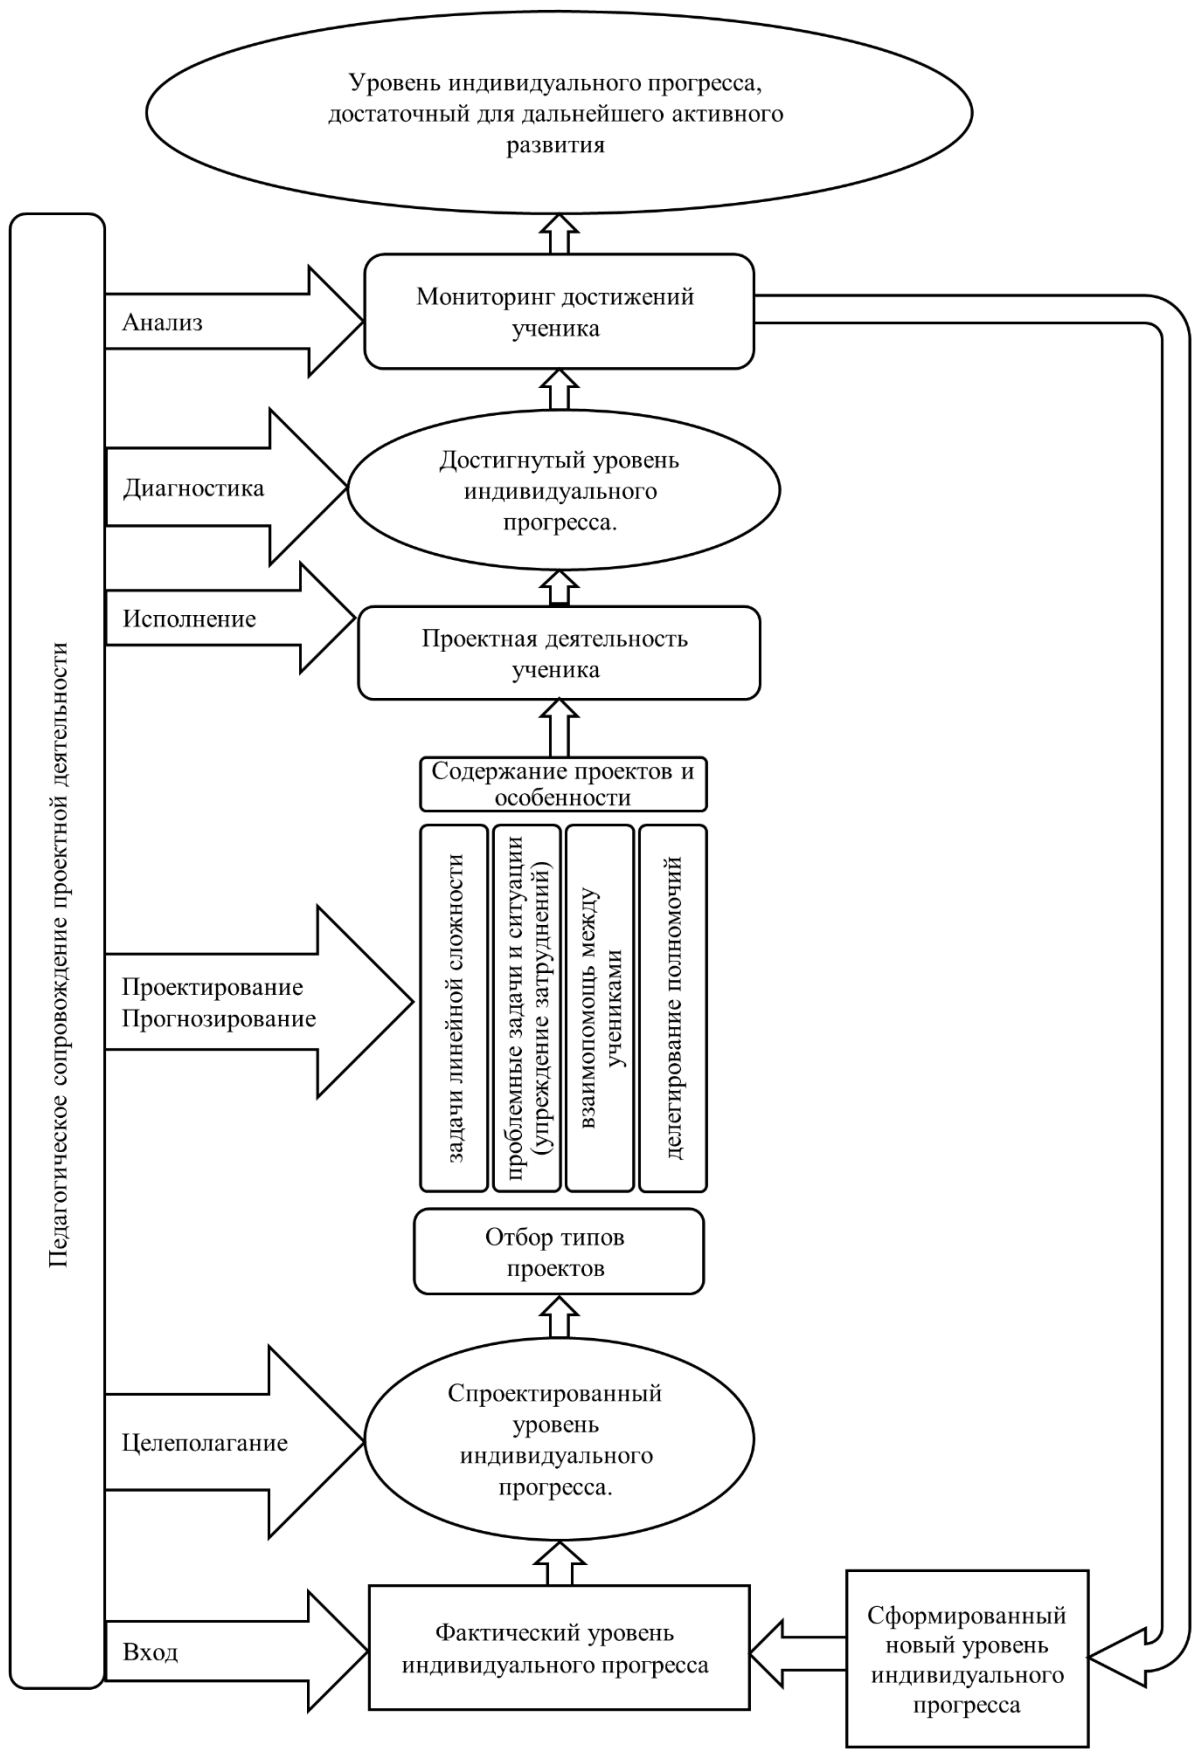 Уровень индивидуального прогресса,
достаточный для дальнейшего активного
развития
Педагогическое сопровождение проектной деятельности
Анализ
Мониторинг достижений
ученика
Диагностика
Достигнутый уровень
индивидуального
прогресса.
Исполнение
Проектная деятельность
ученика
Содержание проектов и
особенности
Проектирование
Прогнозирование
задачи линейной сложности
проблемные задачи и ситуации
(упреждение затруднений)
взаимопомощь между
учениками
делегирование полномочий
Отбор типов
проектов
Целеполагание
Спроектированный
уровень
индивидуального
прогресса.
Вход
Фактический уровень
индивидуального прогресса
Сформированный
новый уровень
индивидуального
прогресса